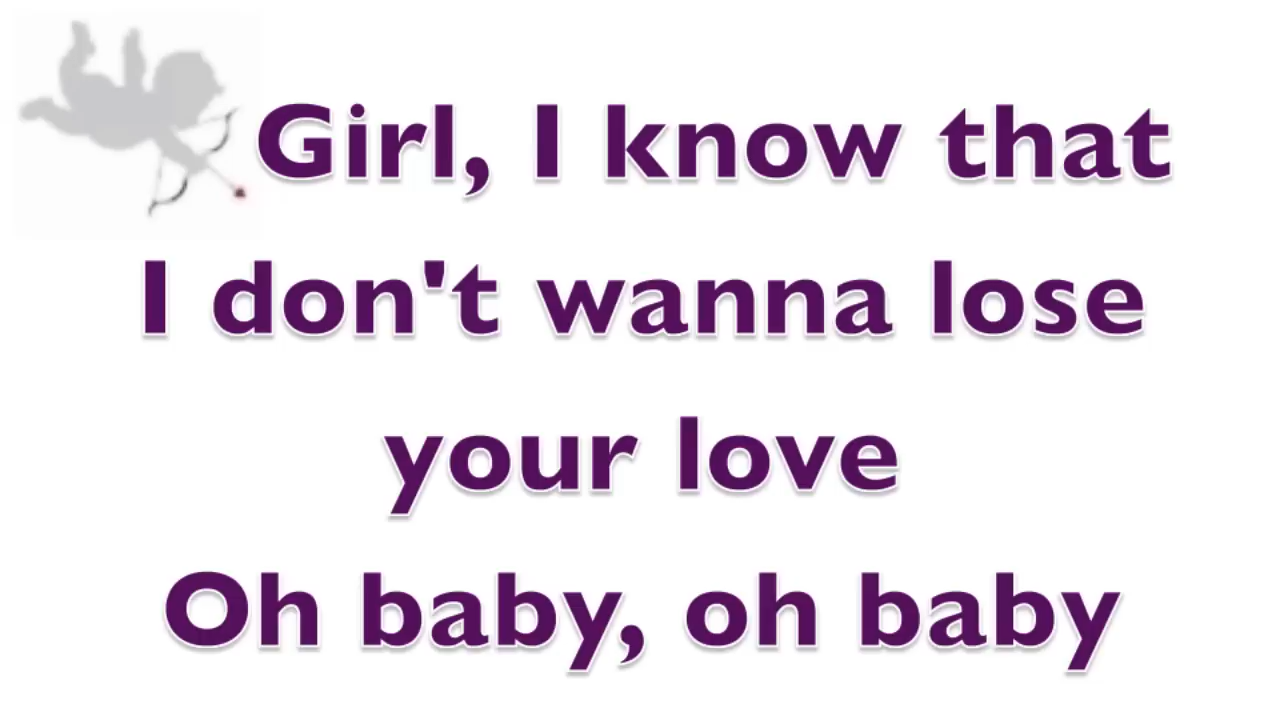 Girl, I know that
I don't wanna lose
your love
Oh baby, oh baby